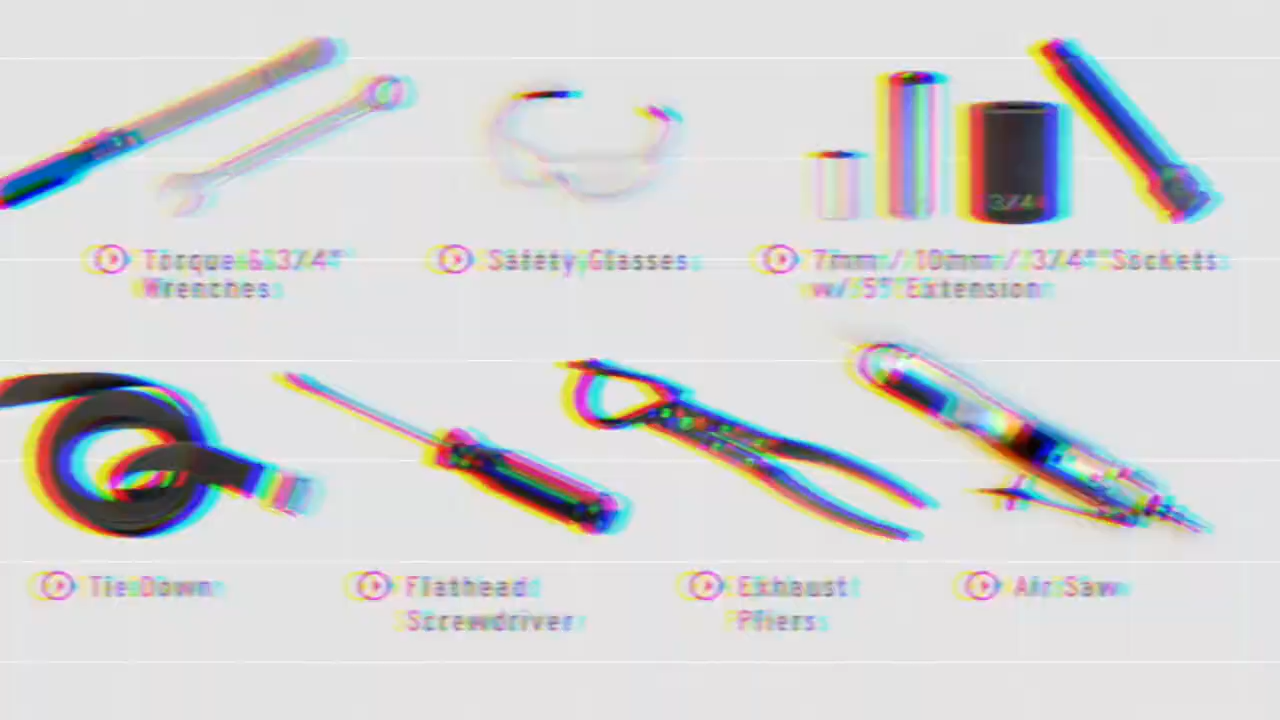 3/4
Torque & 3/4"
Wrenches
Safety Glasses
7mm / 10mm / 3/4" Sockets
w/ 5" Extension
Tie Down
Flathead
Screwdriver
Exhaust
Pliers
Air Saw